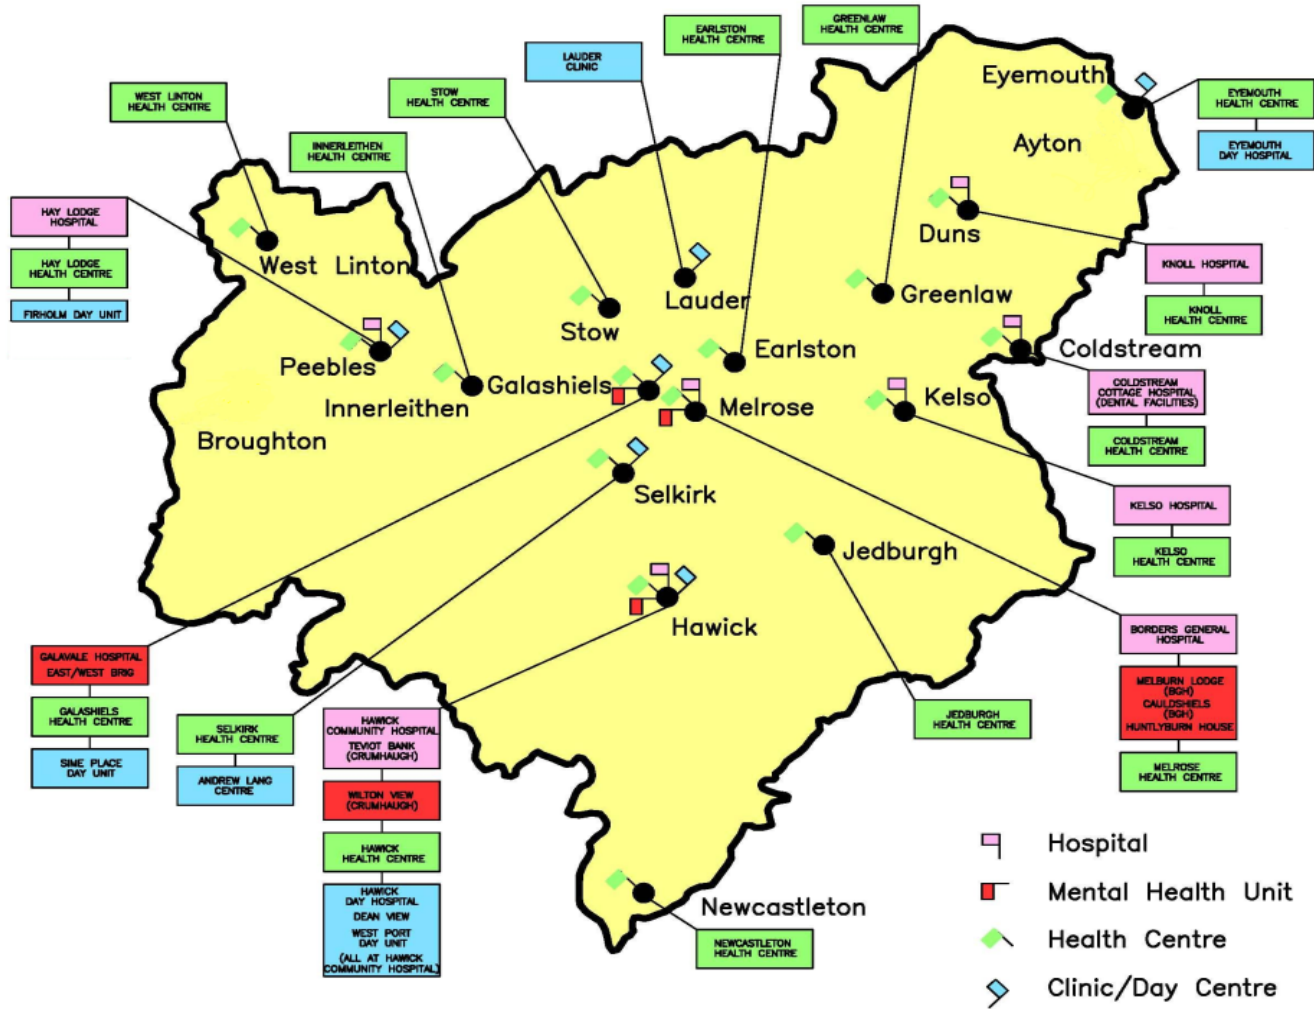 EARLSTON
HEALTH CENTRE
GREENLAW
HEALTH CENTRE
LAUDER
CLINIC
STOW
HEALTH CENTRE
WEST LINTON
HEALTH CENTRE
INNERLEITHEN
HEALTH CENTRE
EYEMOUTH
HEALTH CENTRE
EYEMOUTH
DAY HOSPITAL
HAY LODGE
HOSPITAL
HAY LODGE
HEALTH CENTRE
FIRHOLM DAY UNIT
KNOLL HOSPITAL
KNOLL
HEALTH CENTRE
COLDSTREAM
COTTAGE HOSPITAL
(DENTAL FACILITIES)
COLDSTREAM
HEALTH CENTRE
KELSO HOSPITAL
KELSO
HEALTH CENTRE
BORDERS GENERAL
HOSPITAL
MELBURN LODGE
(BGH)
CAULDSHIELS
(BGH)
HUNTLYBURN HOUSE
MELROSE
HEALTH CENTRE
JEDBURGH
HEALTH CENTRE
NEWCASTLETON
HEALTH CENTRE
GALAVALE HOSPITAL
EAST/WEST BRIG
GALASHIELS
HEALTH CENTRE
SIME PLACE
DAY UNIT
SELKIRK
HEALTH CENTRE
ANDREW LANG
CENTRE
HAWICK
COMMUNITY HOSPITAL
TEVIOT BANK
(CRUMHAUGH)
WILTON VIEW
(CRUMHAUGH)
HAWICK
HEALTH CENTRE
HAWICK
DAY HOSPITAL
DEAN VIEW
WEST PORT
DAY UNIT
(ALL AT HAWICK
COMMUNITY HOSPITAL)
Eyemouth
Ayton
Duns
West Linton
Lauder
Greenlaw
Stow
Earlston
Coldstream
Peebles
Galashiels
Innerleithen
Melrose
Kelso
Broughton
Selkirk
Jedburgh
Hawick
Newcastleton
Hospital
Mental Health Unit
Health Centre
Clinic/Day Centre